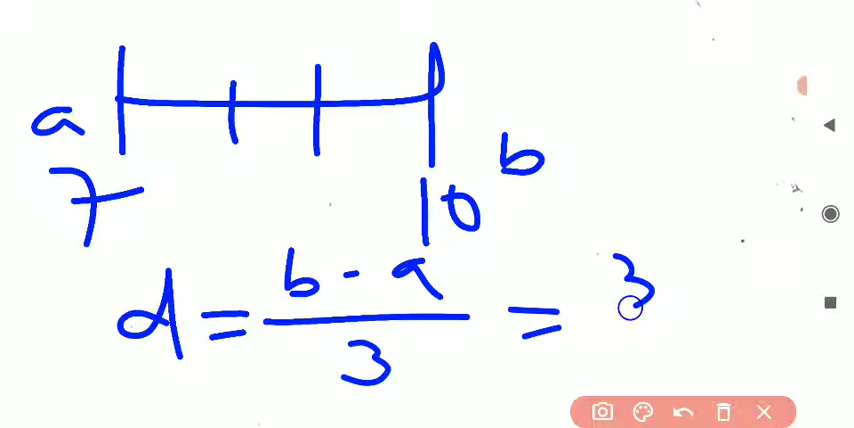 a b
7 10
d = b - a / 3 = 3